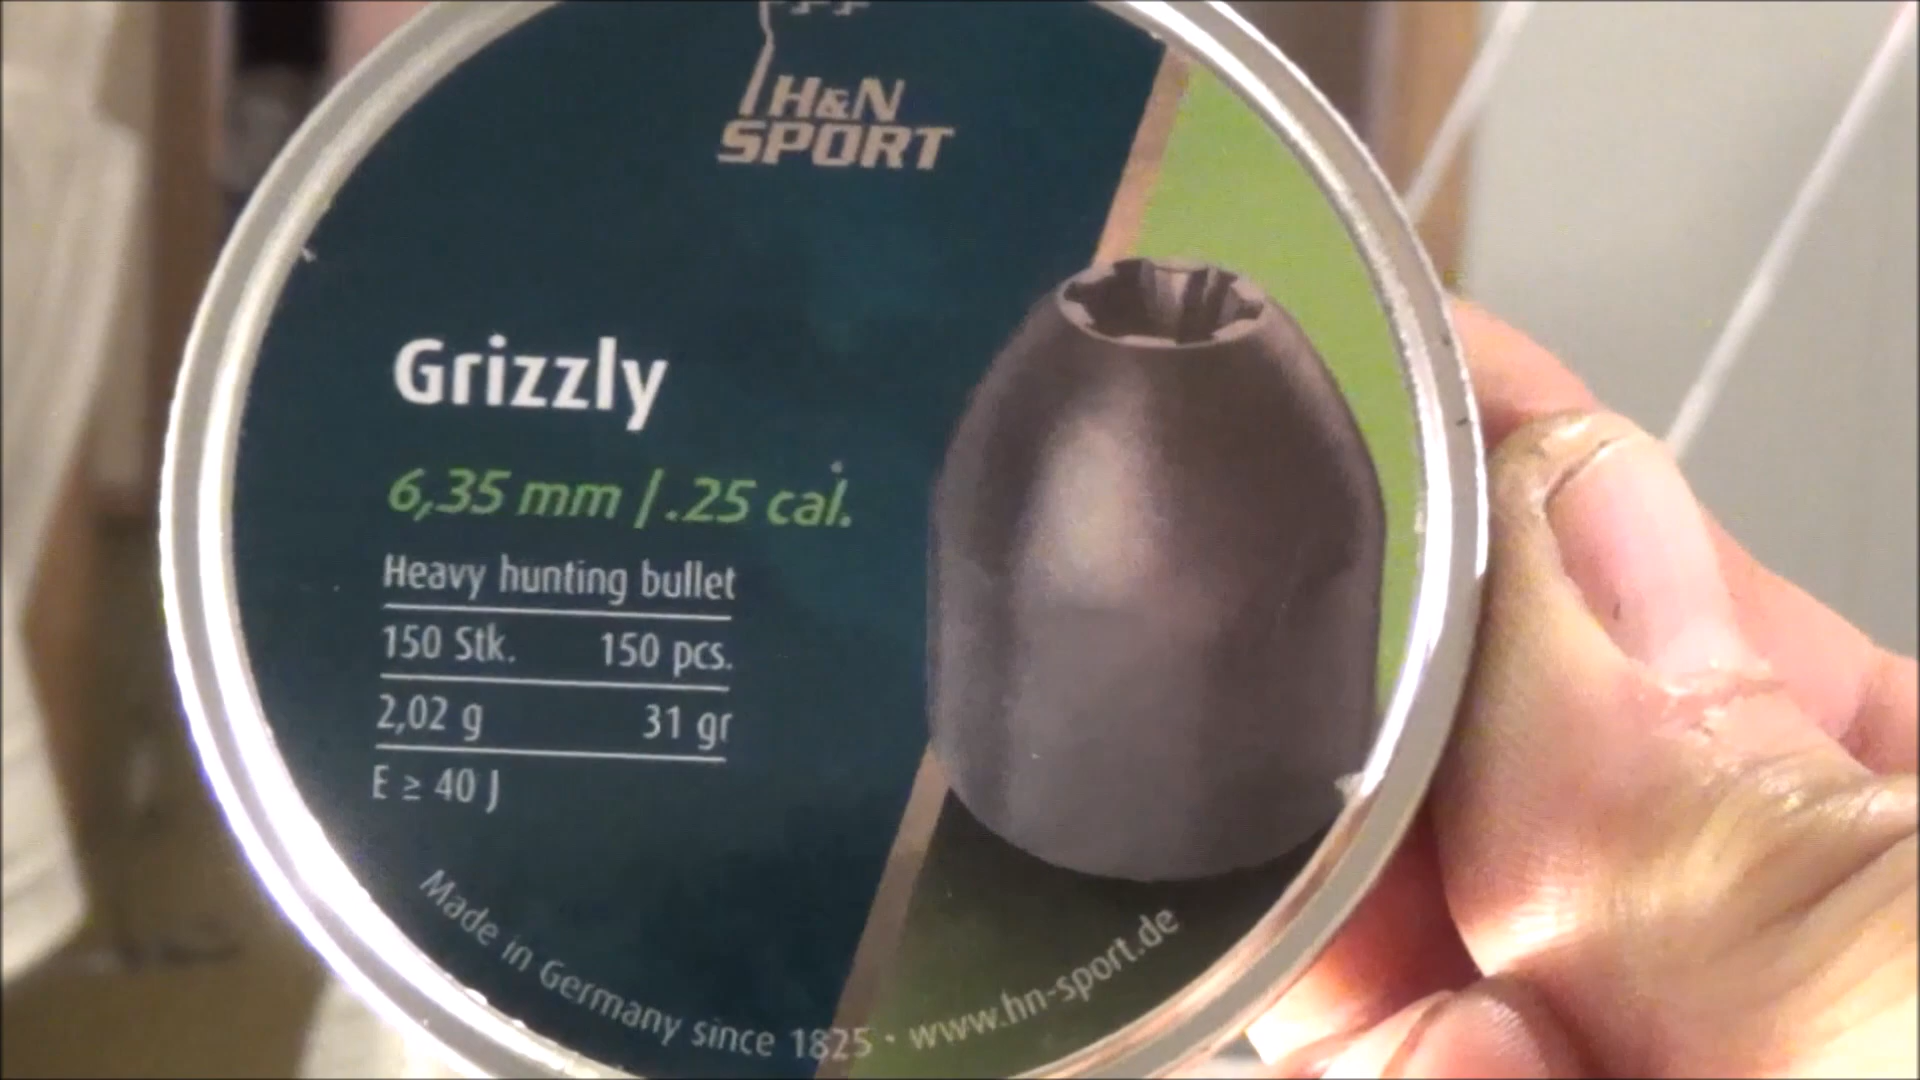 H&N
SPORT
Grizzly
6,35 mm / .25 cal.
Heavy hunting bullet
150 Stk. 150 pcs.
2,02 g 31 gr
E ≥ 40 J
Made in Germany since 1825 • www.hn-sport.de